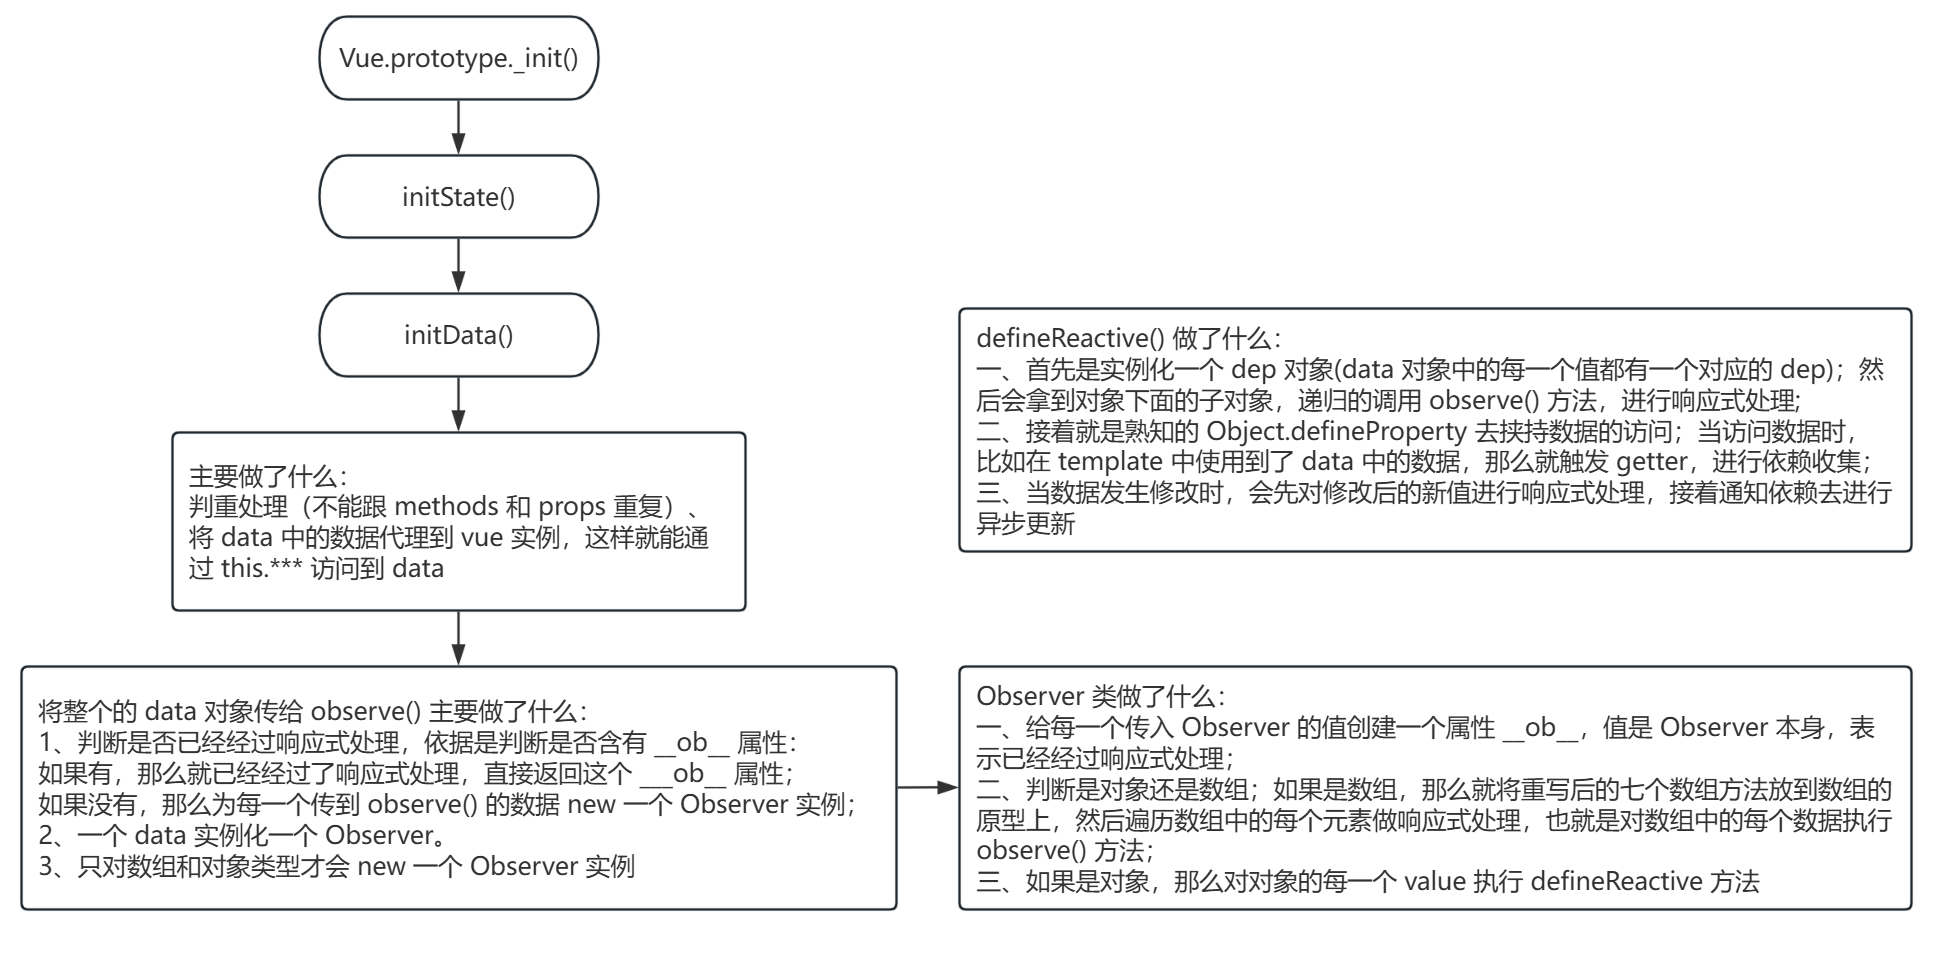 Vue.prototype._init()
initState()
initData()
主要做了什么：
判重处理（不能跟 methods 和 props 重复）、
将 data 中的数据代理到 vue 实例，这样就能通
过 this.*** 访问到 data
将整个的 data 对象传给 observe() 主要做了什么：
1、判断是否已经经过响应式处理，依据是判断是否含有 __ob__ 属性：
如果有，那么就已经经过了响应式处理，直接返回这个 ___ob__ 属性；
如果没有，那么为每一个传到 observe() 的数据 new 一个 Observer 实例；
2、一个 data 实例化一个 Observer。
3、只对数组和对象类型才会 new 一个 Observer 实例
defineReactive() 做了什么：
一、首先是实例化一个 dep 对象(data 对象中的每一个值都有一个对应的 dep)；然
后会拿到对象下面的子对象，递归的调用 observe() 方法，进行响应式处理;
二、接着就是熟知的 Object.defineProperty 去挟持数据的访问；当访问数据时，
比如在 template 中使用到了 data 中的数据，那么就触发 getter，进行依赖收集；
三、当数据发生修改时，会先对修改后的新值进行响应式处理，接着通知依赖去进行
异步更新
Observer 类做了什么：
一、给每一个传入 Observer 的值创建一个属性 __ob__，值是 Observer 本身，表
示已经经过响应式处理；
二、判断是对象还是数组；如果是数组，那么就将重写后的七个数组方法放到数组的
原型上，然后遍历数组中的每个元素做响应式处理，也就是对数组中的每个数据执行
observe() 方法；
三、如果是对象，那么对对象的每一个 value 执行 defineReactive 方法